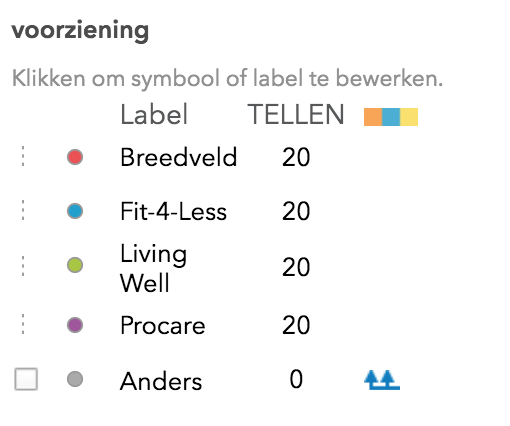 voorziening
Klikken om symbool of label te bewerken.
Label TELLEN
Breedveld 20
Fit-4-Less 20
Living
Well 20
Procare 20
Anders 0